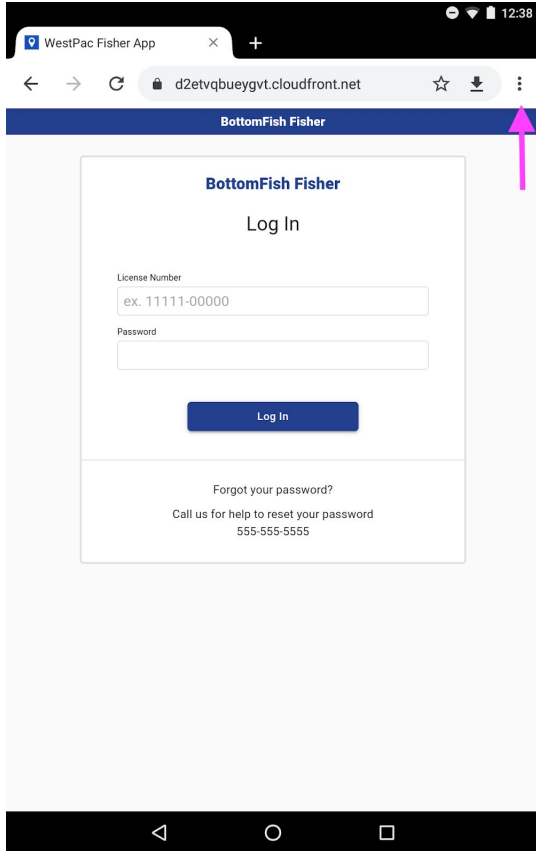 12:38
WestPac Fisher App
d2etvqbueygvt.cloudfront.net
BottomFish Fisher
BottomFish Fisher
Log In
License Number
ex. 11111-00000
Password
Log In
Forgot your password?
Call us for help to reset your password
555-555-5555